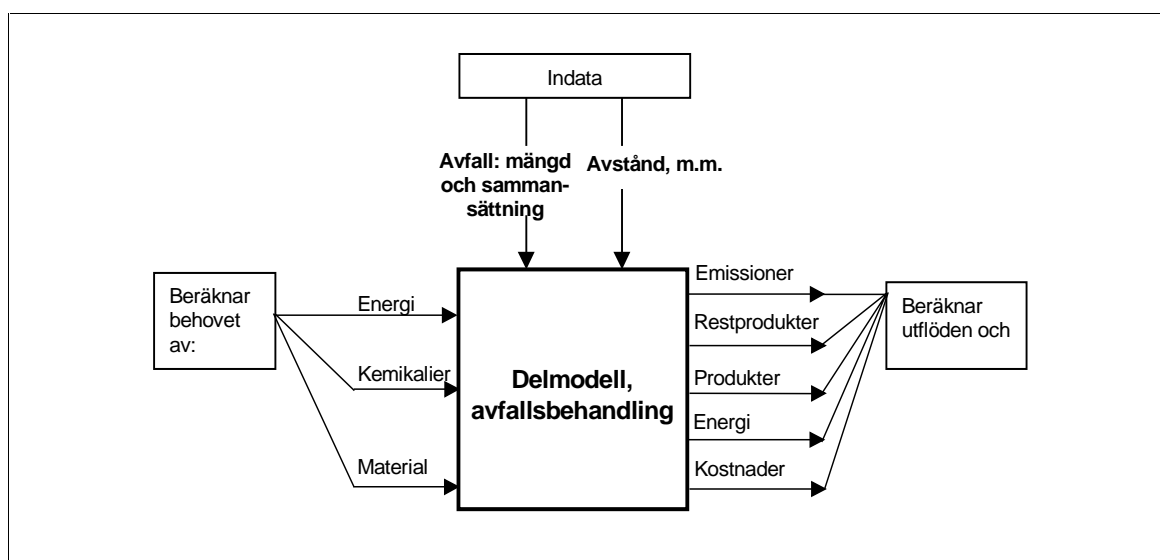 Indata
Avfall: mängd
och samman-
sättning
Avstånd, m.m.
Beräknar
behovet
av:
Energi
Kemikalier
Material
Delmodell,
avfallsbehandling
Emissioner
Restprodukter
Produkter
Energi
Kostnader
Beräknar
utflöden och